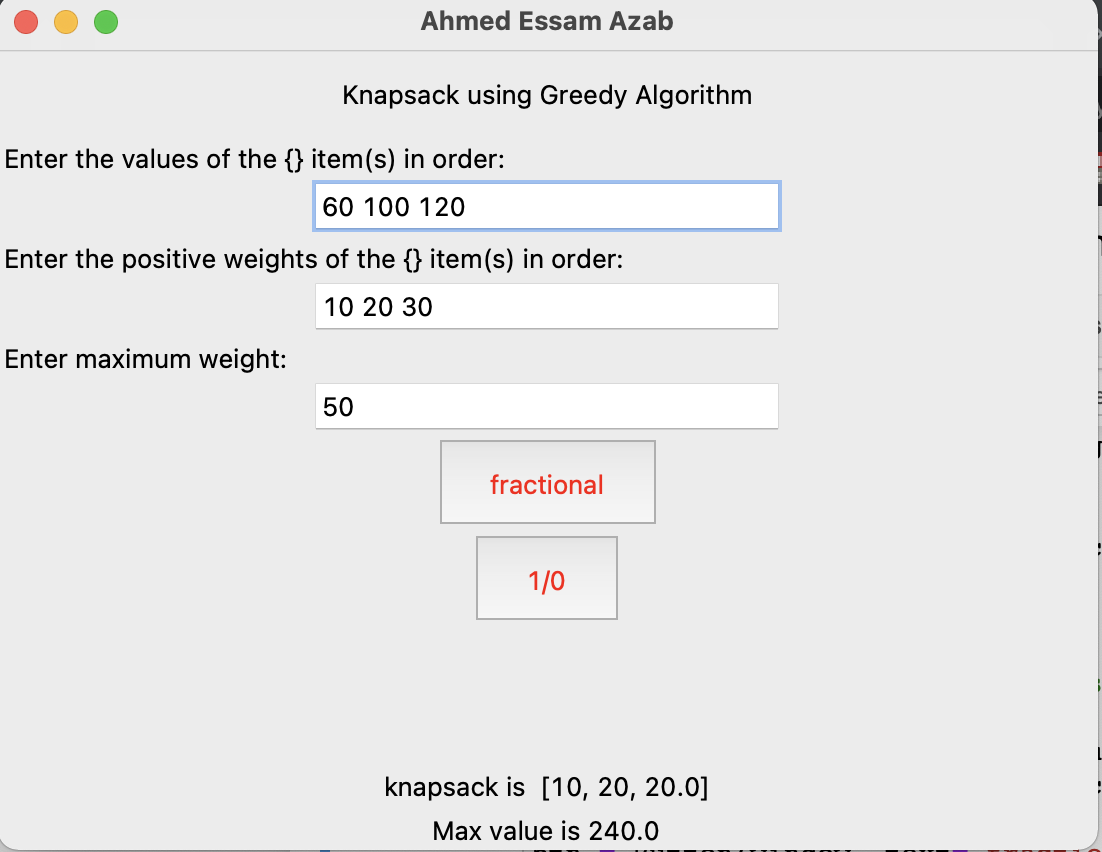 Ahmed Essam Azab
Knapsack using Greedy Algorithm
Enter the values of the {} item(s) in order:
60 100 120
Enter the positive weights of the {} item(s) in order:
10 20 30
Enter maximum weight:
50
fractional
1/0
knapsack is  [10, 20, 20.0]
Max value is 240.0